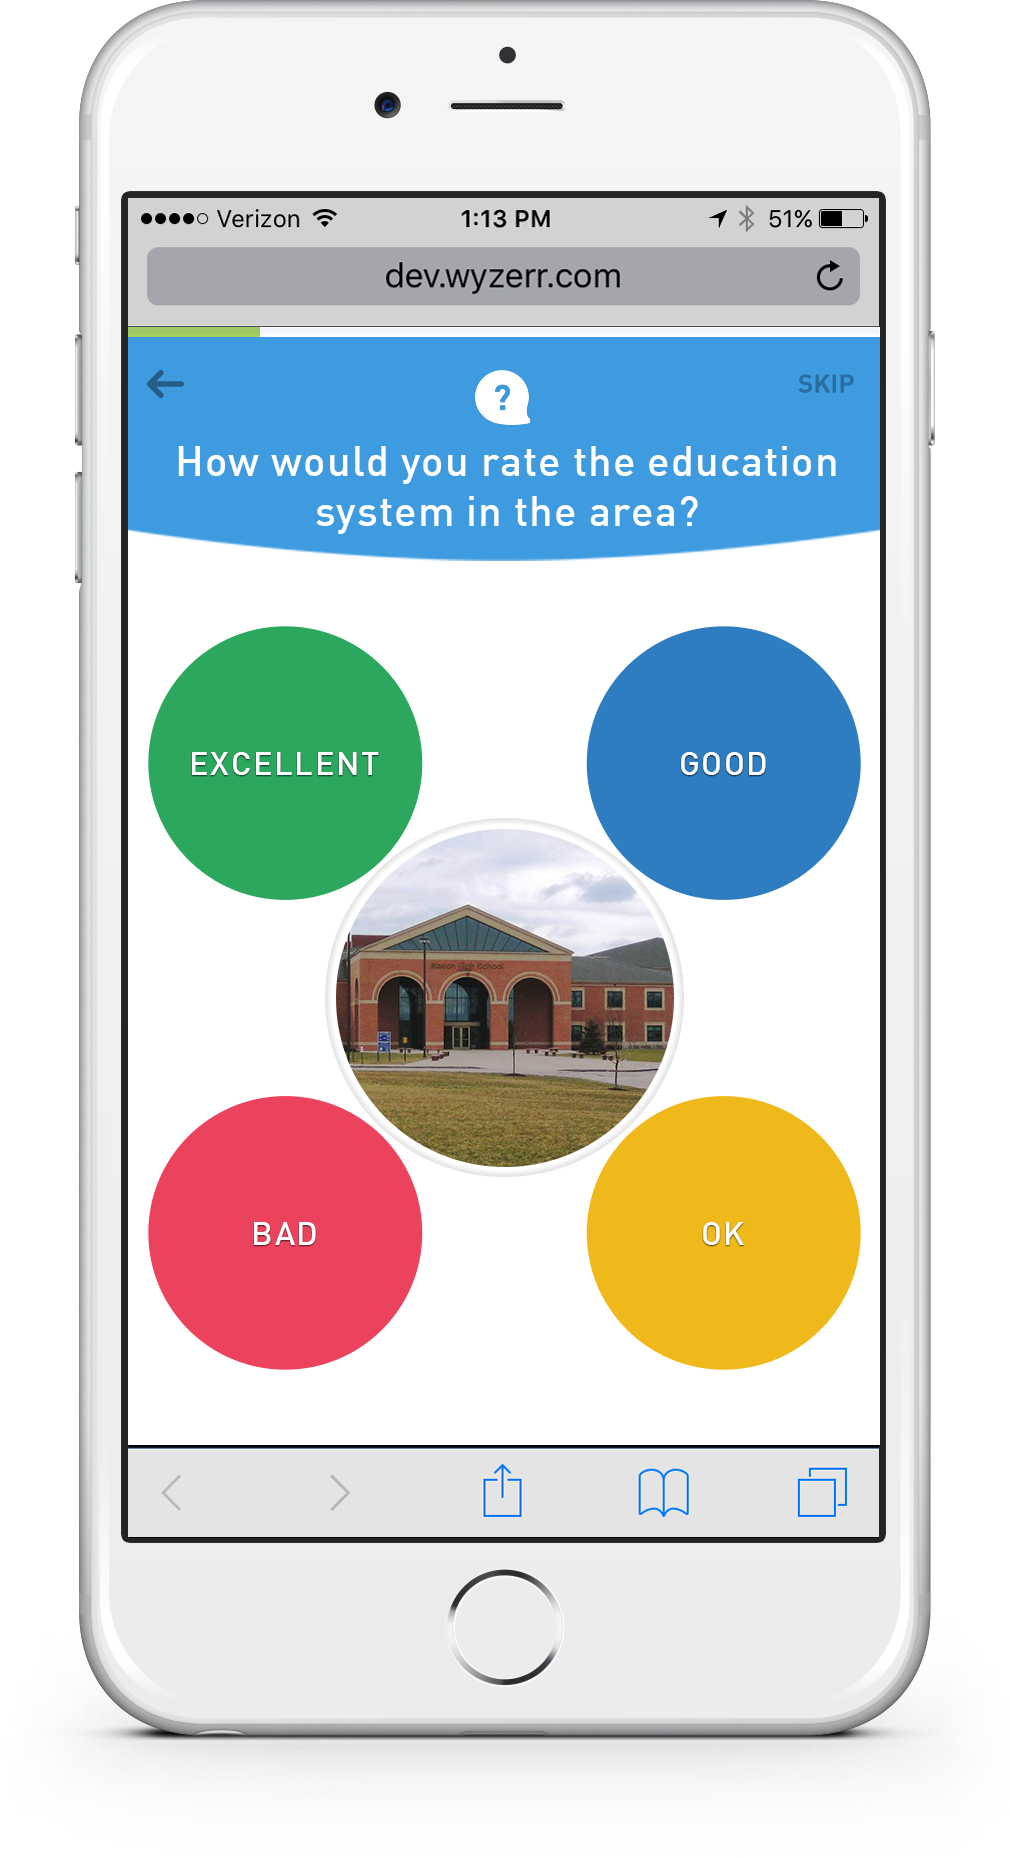 Verizon 1:13 PM 51%
dev.wyzerr.com
?
SKIP
How would you rate the education
system in the area?
EXCELLENT
GOOD
Mason High School
BAD
OK